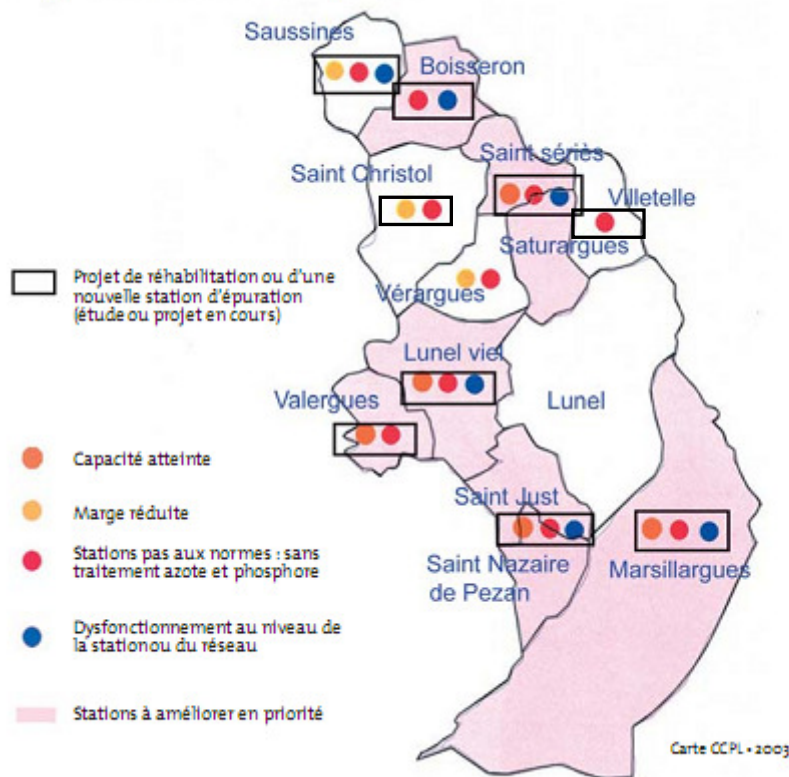 Saussines
Boisseron
Saint Christol
Saint sériès
Villetelle
Saturargues
Vérargues
Projet de réhabilitation ou d'une
nouvelle station d'épuration
(étude ou projet en cours)
Lunel viel
Valergues
Lunel
Capacité atteinte
Marge réduite
Stations pas aux normes : sans
traitement azote et phosphore
Saint Just
Saint Nazaire
de Pezan
Marsillargues
Dysfonctionnement au niveau de
la stationou du réseau
Stations à améliorer en priorité
Carte CCPL • 2003